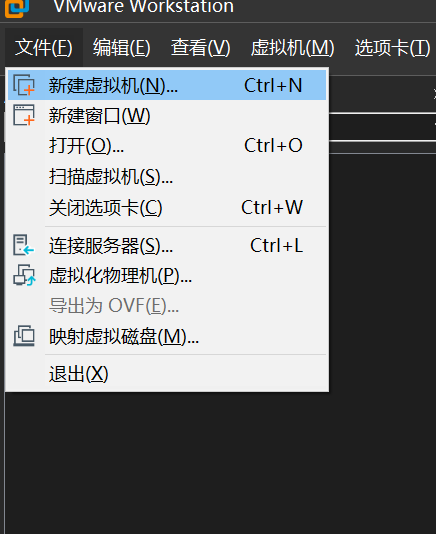 VMware Workstation
文件(F) 编辑(E) 查看(V) 虚拟机(M) 选项卡(T)
新建虚拟机(N)... Ctrl+N
新建窗口(W)
打开(O)... Ctrl+O
扫描虚拟机(S)...
关闭选项卡(C) Ctrl+W
连接服务器(S)... Ctrl+L
虚拟化物理机(P)...
导出为 OVF(E)...
映射虚拟磁盘(M)...
退出(X)